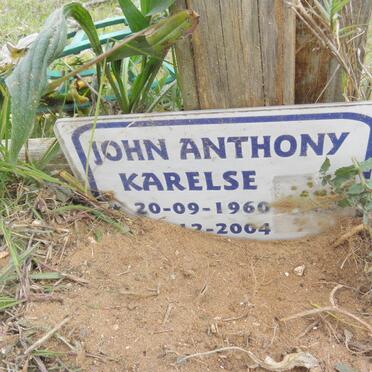 JOHN ANTHONY
KARELSE
20-09-1960
12-2004